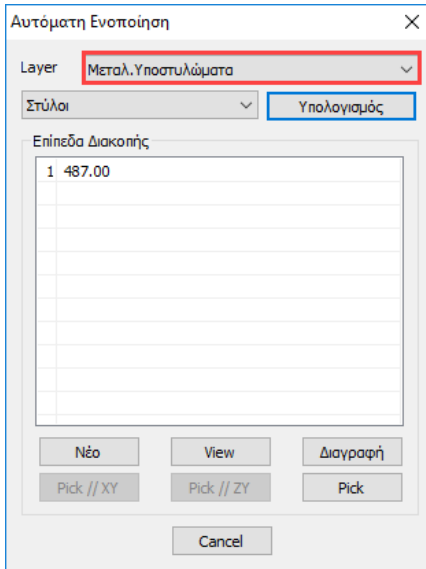 Αυτόματη Ενοποίηση
Layer Μεταλ.Υποστυλώματα
Στύλοι Υπολογισμός
Επίπεδα Διακοπής
1 487.00
Νέο View Διαγραφή
Pick // XY Pick // ZY Pick
Cancel